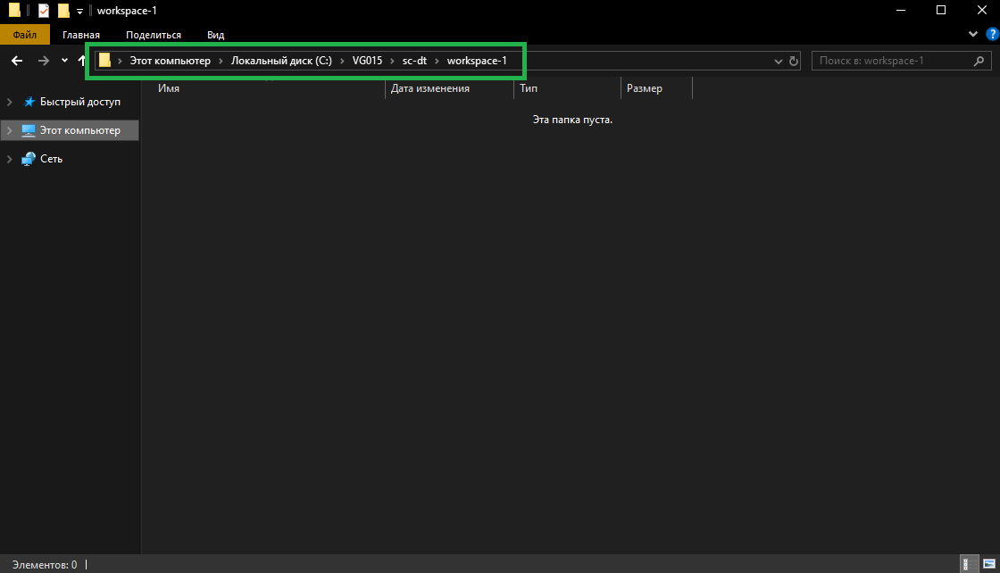 workspace-1
Файл Главная Поделиться Вид
Этот компьютер Локальный диск (C:) VG015 sc-dt workspace-1 Поиск в: workspace-1
Имя Дата изменения Тип Размер
Быстрый доступ
Эта папка пуста.
Этот компьютер
Сеть
Элементов: 0